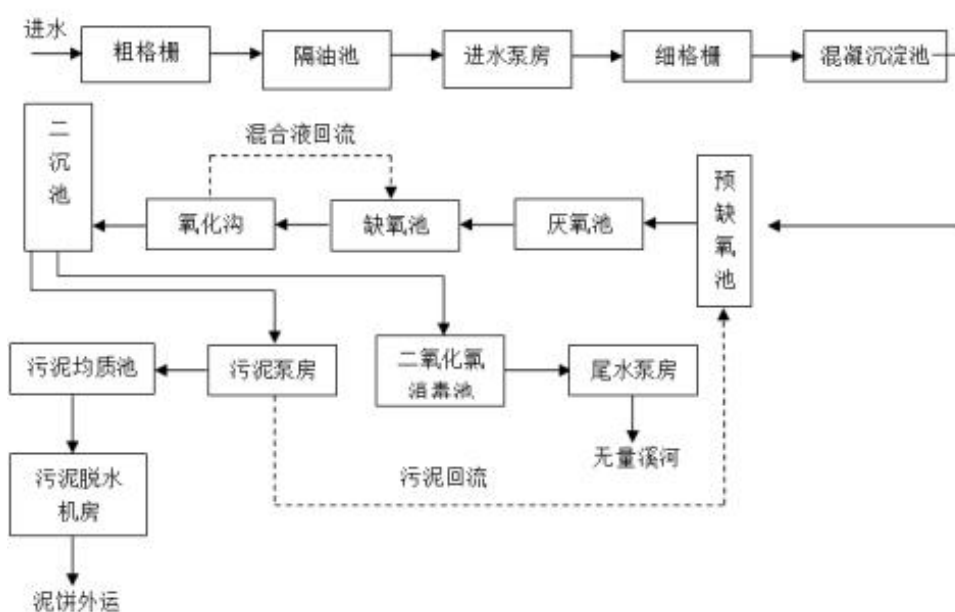 进水
粗格栅
隔油池
进水泵房
细格栅
混凝沉淀池
二
沉
池
混合液回流
氧化沟
缺氧池
厌氧池
预
缺
氧
池
污泥均质池
污泥泵房
二氧化氯
消毒池
尾水泵房
无量溪河
污泥脱水
机房
污泥回流
泥饼外运